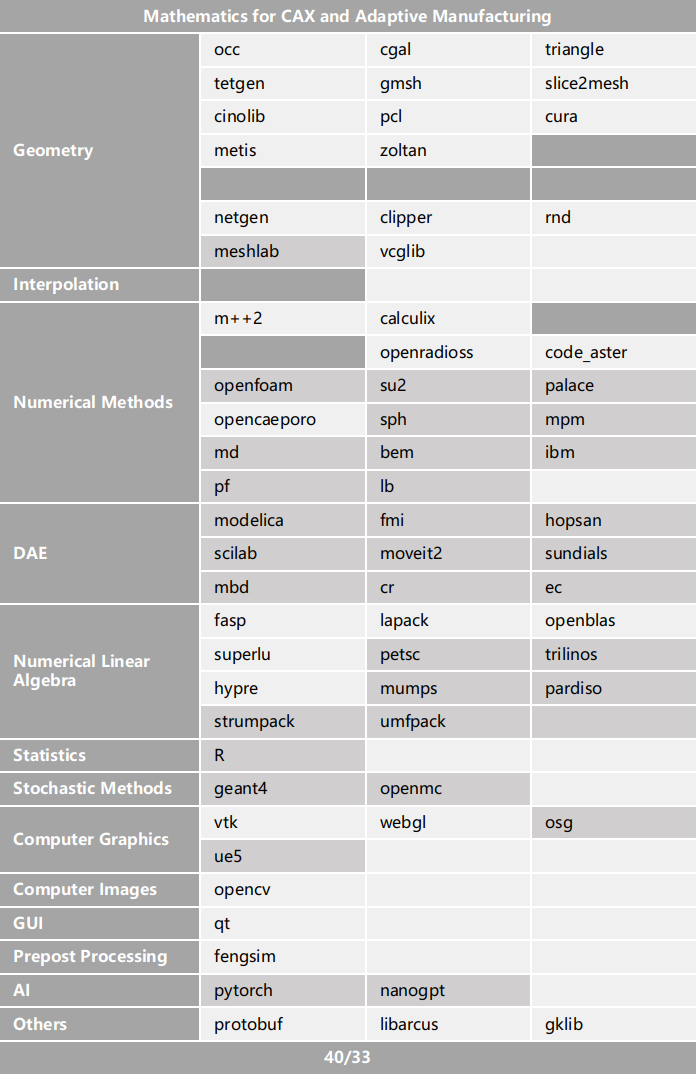 Mathematics for CAX and Adaptive Manufacturing
Geometry
occ cgal triangle
tetgen gmsh slice2mesh
cinolib pcl cura
metis zoltan
netgen clipper rnd
meshlab vcglib
Interpolation
Numerical Methods
m++2 calculix
openradioss code_aster
openfoam su2 palace
opencaeporo sph mpm
md bem ibm
pf lb
DAE
modelica fmi hopsan
scilab moveit2 sundials
mbd cr ec
Numerical Linear
Algebra
fasp lapack openblas
superlu petsc trilinos
hypre mumps pardiso
strumpack umfpack
Statistics R
Stochastic Methods geant4 openmc
Computer Graphics
vtk webgl osg
ue5
Computer Images opencv
GUI qt
Prepost Processing fengsim
AI pytorch nanogpt
Others protobuf libarcus gklib
40/33